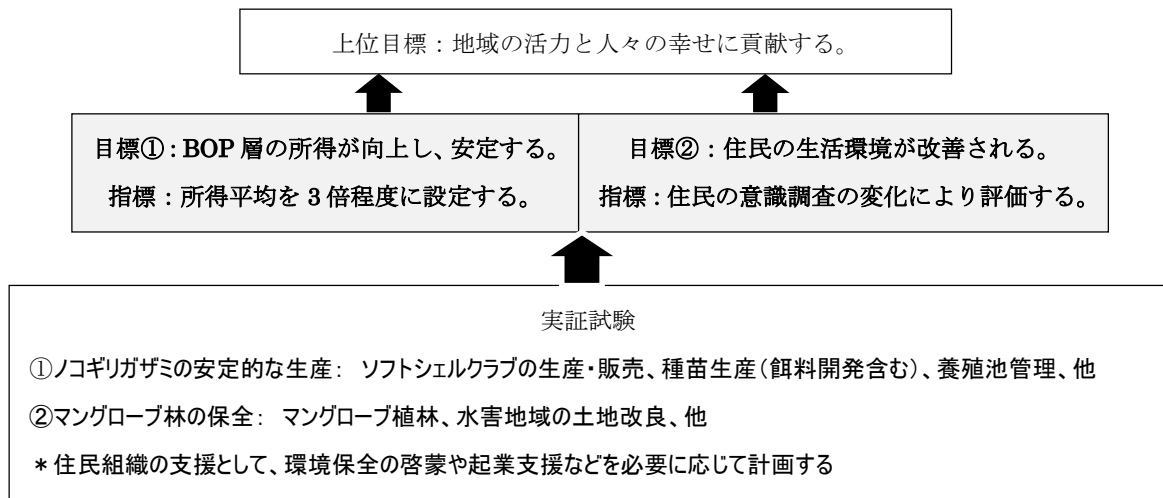 上位目標：地域の活力と人々の幸せに貢献する。
目標①：BOP 層の所得が向上し、安定する。
指標：所得平均を 3 倍程度に設定する。
目標②：住民の生活環境が改善される。
指標：住民の意識調査の変化により評価する。
実証試験
①ノコギリガザミの安定的な生産： ソフトシェルクラブの生産・販売、種苗生産（餌料開発含む）、養殖池管理、他
②マングローブ林の保全： マングローブ植林、水害地域の土地改良、他
＊住民組織の支援として、環境保全の啓蒙や起業支援などを必要に応じて計画する